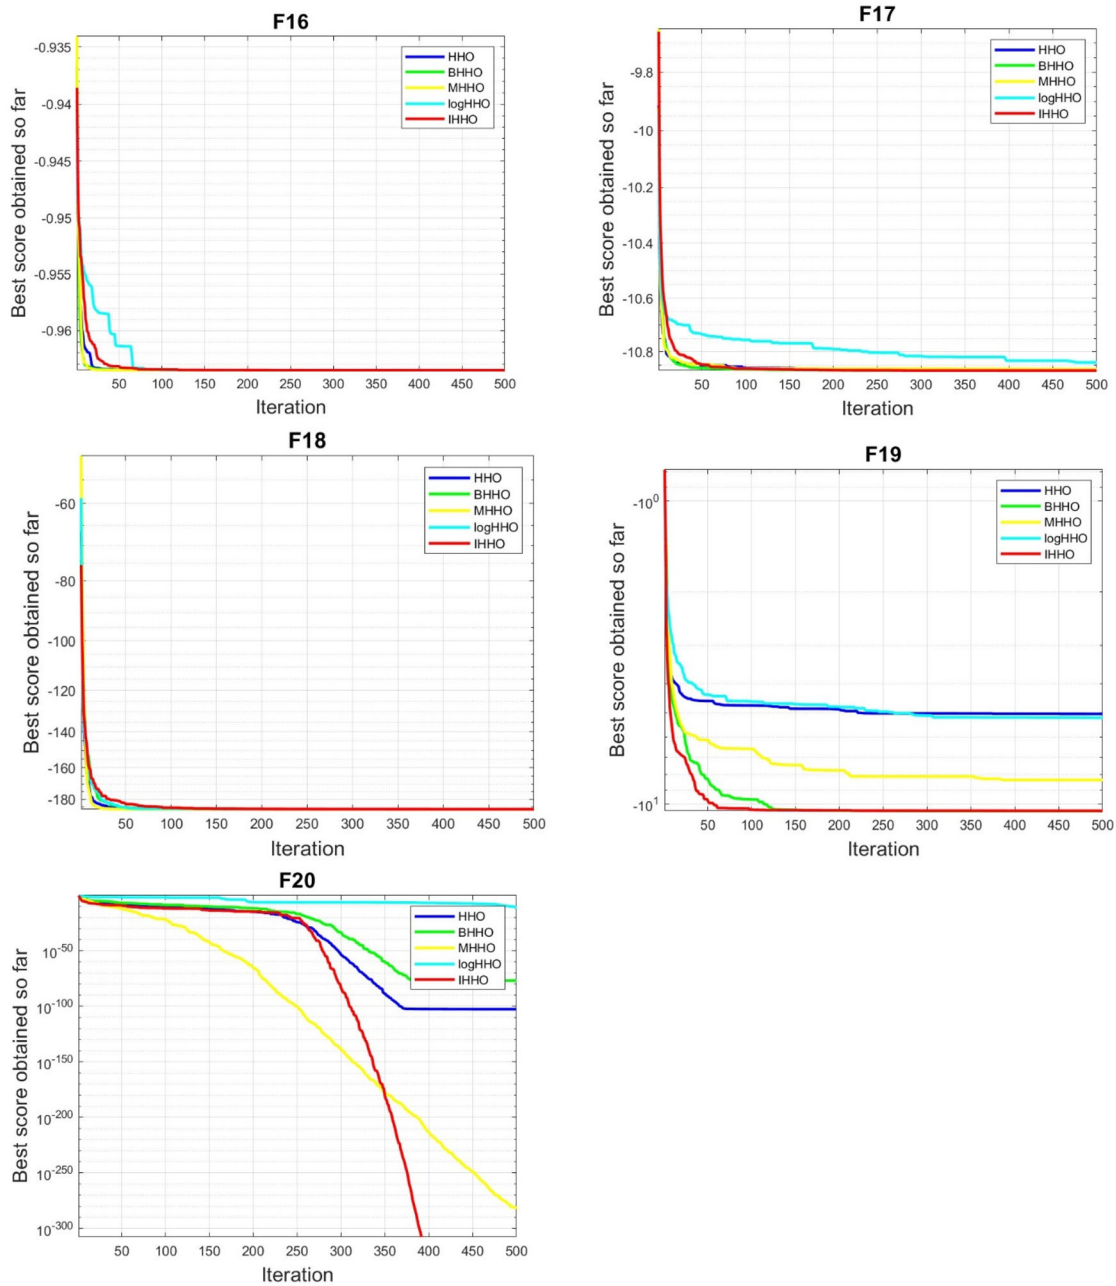 F16
Best score obtained so far
-0.935
-0.94
-0.945
-0.95
-0.955
-0.96
HHO
BHHO
MHHO
logHHO
IHHO
50 100 150 200 250 300 350 400 450 500
Iteration
F17
Best score obtained so far
-9.8
-10
-10.2
-10.4
-10.6
-10.8
HHO
BHHO
MHHO
logHHO
IHHO
50 100 150 200 250 300 350 400 450 500
Iteration
F18
Best score obtained so far
-60
-80
-100
-120
-140
-160
-180
HHO
BHHO
MHHO
logHHO
IHHO
50 100 150 200 250 300 350 400 450 500
Iteration
F19
Best score obtained so far
-10^0
-10^1
HHO
BHHO
MHHO
logHHO
IHHO
50 100 150 200 250 300 350 400 450 500
Iteration
F20
Best score obtained so far
10^-50
10^-100
10^-150
10^-200
10^-250
10^-300
HHO
BHHO
MHHO
logHHO
IHHO
50 100 150 200 250 300 350 400 450 500
Iteration